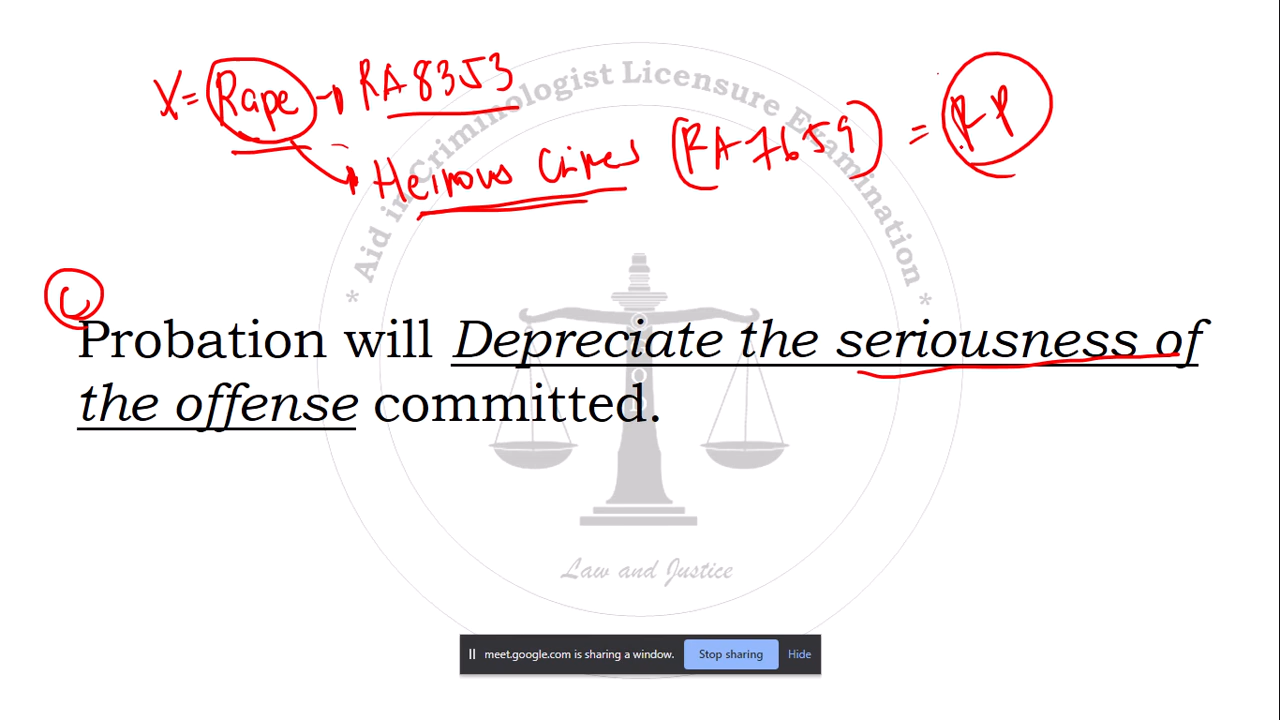 X = Rape → RA 8353
Heinous Crimes (RA 7659) = RP
* Aid in Criminologist Licensure Examination *
C
Probation will Depreciate the seriousness of
the offense committed.
Law and Justice
meet.google.com is sharing a window. Stop sharing Hide